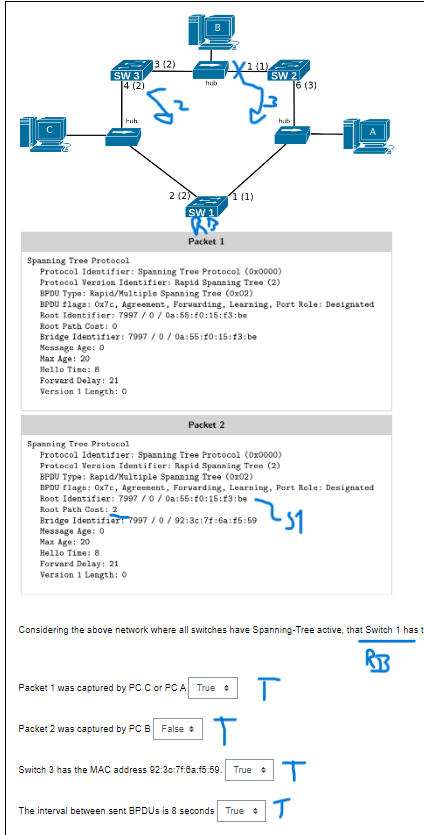 B
3 (2)
1 (1)
SW 3
SW 2
hub
4 (2)
6 (3)
2
3
hub
hub
C
A
2 (2)
1 (1)
SW 1
RB
Packet 1
Spanning Tree Protocol
Protocol Identifier: Spanning Tree Protocol (0x0000)
Protocol Version Identifier: Rapid Spanning Tree (2)
BPDU Type: Rapid/Multiple Spanning Tree (0x02)
BPDU flags: 0x7c, Agreement, Forwarding, Learning, Port Role: Designated
Root Identifier: 7997 / 0 / 0a:55:f0:15:f3:be
Root Path Cost: 0
Bridge Identifier: 7997 / 0 / 0a:55:f0:15:f3:be
Message Age: 0
Max Age: 20
Hello Time: 8
Forward Delay: 21
Version 1 Length: 0
Packet 2
Spanning Tree Protocol
Protocol Identifier: Spanning Tree Protocol (0x0000)
Protocol Version Identifier: Rapid Spanning Tree (2)
BPDU Type: Rapid/Multiple Spanning Tree (0x02)
BPDU flags: 0x7c, Agreement, Forwarding, Learning, Port Role: Designated
Root Identifier: 7997 / 0 / 0a:55:f0:15:f3:be
Root Path Cost: 2
Bridge Identifier: 7997 / 0 / 92:3c:7f:6a:f5:59
S1
Message Age: 0
Max Age: 20
Hello Time: 8
Forward Delay: 21
Version 1 Length: 0
Considering the above network where all switches have Spanning-Tree active, that Switch 1 has t
RB
Packet 1 was captured by PC C or PC A True T
Packet 2 was captured by PC B False T
Switch 3 has the MAC address 92:3c:7f:6a:f5:59. True T
The interval between sent BPDUs is 8 seconds True T